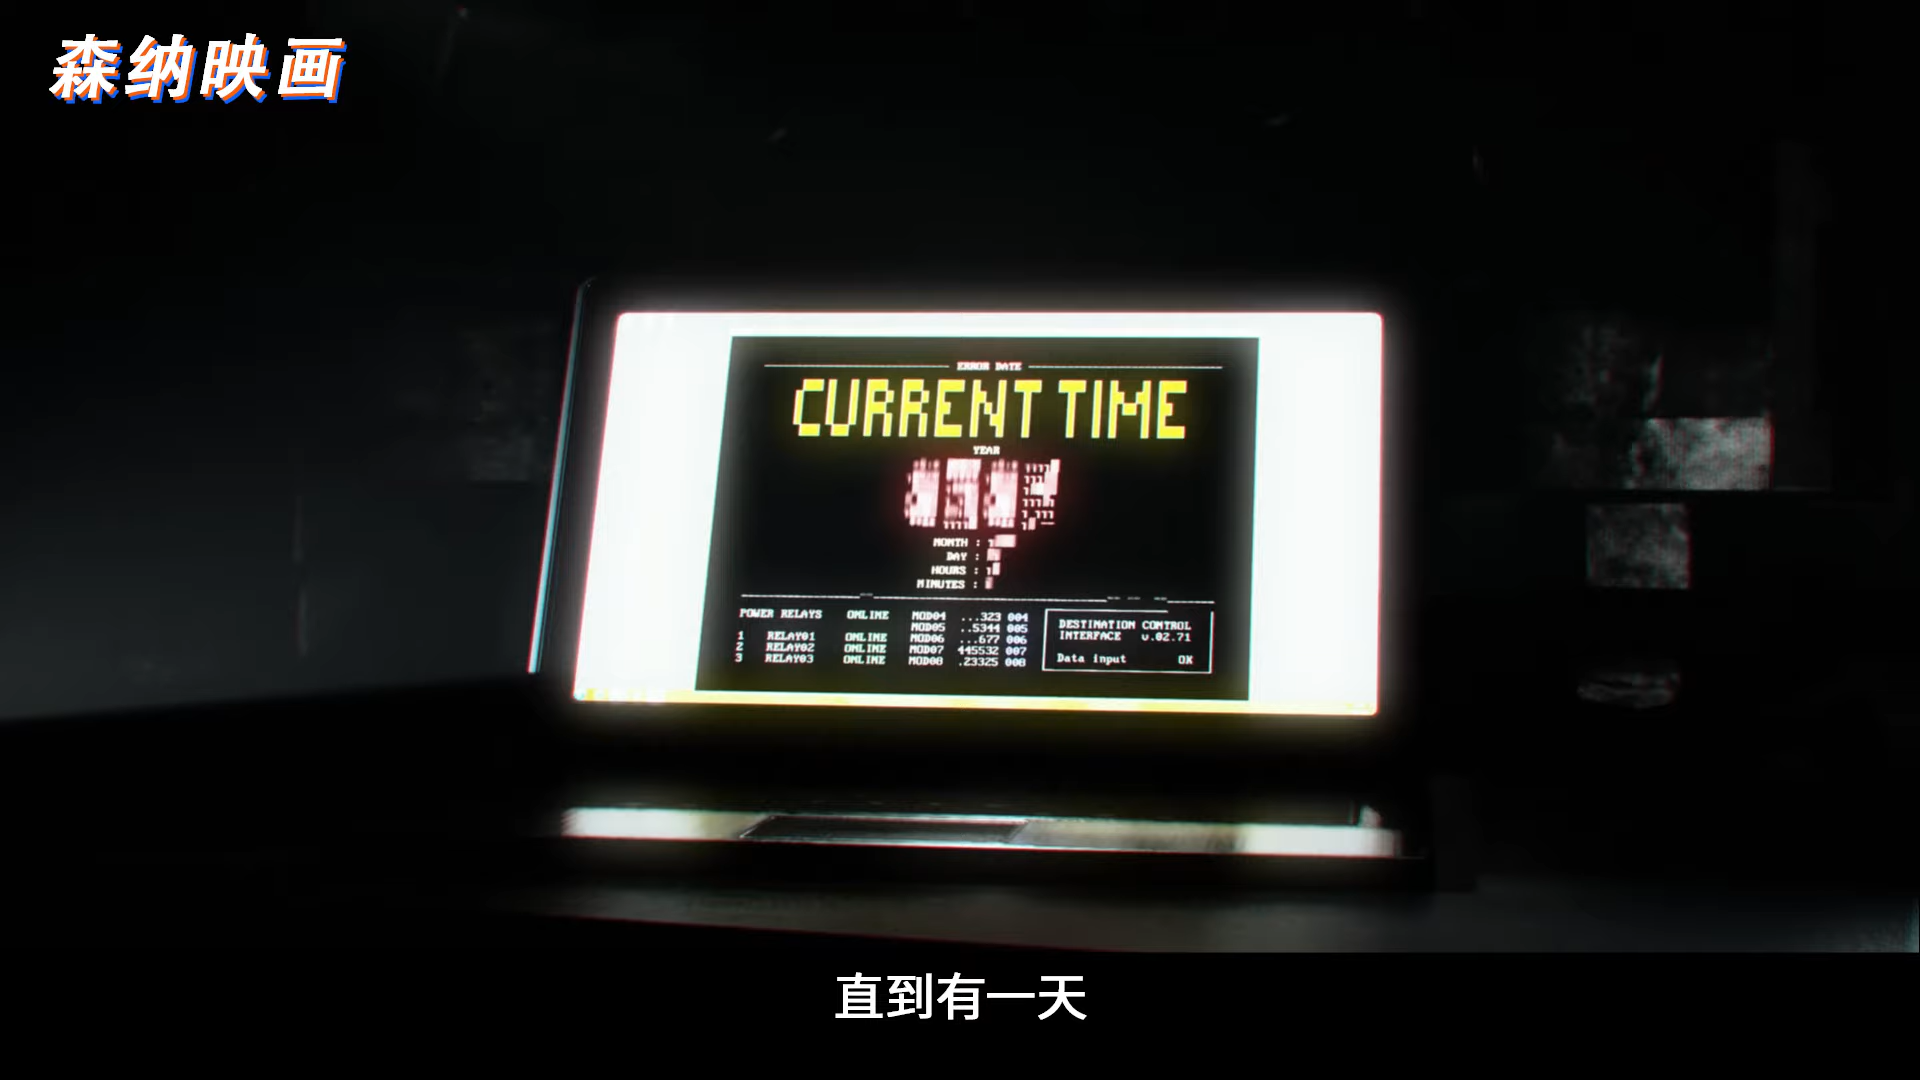 森纳映画
ERROR DATE
CURRENT TIME
YEAR
MONTH :
DAY :
HOURS :
MINUTES :
POWER RELAYS ONLINE
1 RELAY01 ONLINE
2 RELAY02 ONLINE
3 RELAY03 ONLINE
MOD04 ...323 004
MOD05 ..5344 005
MOD06 ...677 006
MOD07 445532 007
MOD08 .23325 008
DESTINATION CONTROL
INTERFACE v.02.71
Data input OK
直到有一天